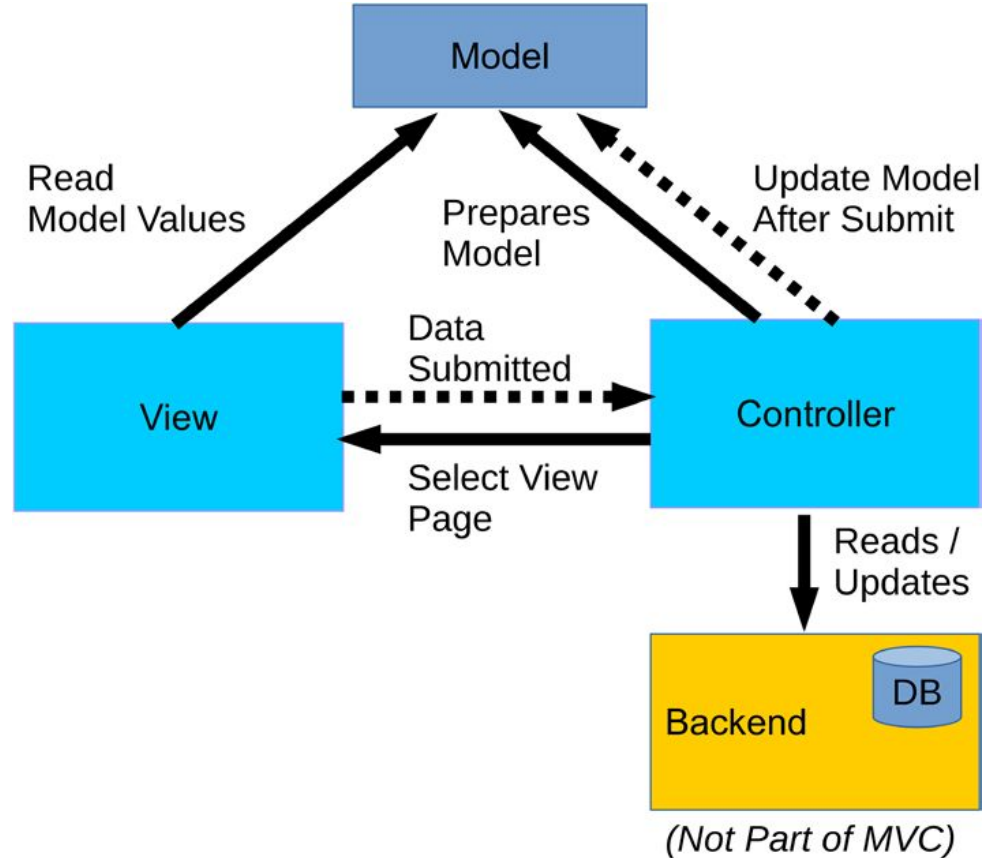 Model
Read
Model Values
Prepares
Model
Update Model
After Submit
View
Data
Submitted
Select View
Page
Controller
Reads /
Updates
Backend
DB
(Not Part of MVC)